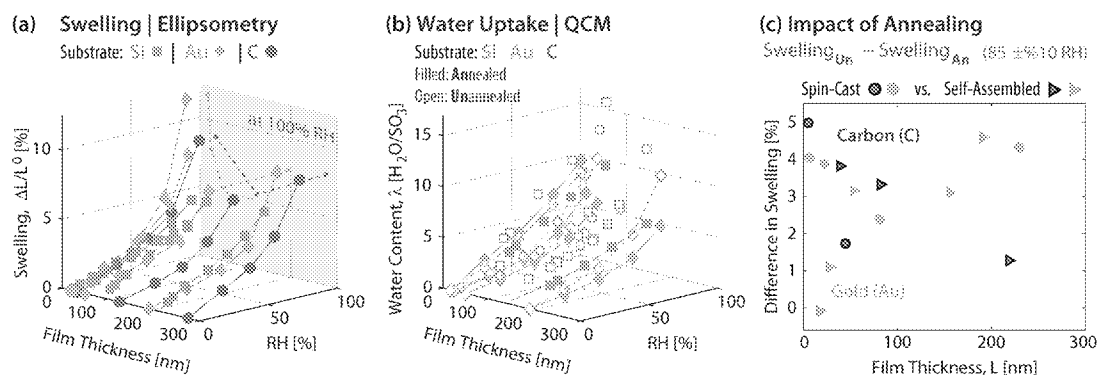 (a) Swelling | Ellipsometry
Substrate: Si ■ | Au ◆ | C ●
at 100% RH
Swelling, ΔL/L⁰ [%]
10
5
0
0
100
200
300
Film Thickness [nm]
0
50
100
RH [%]
(b) Water Uptake | QCM
Substrate: Si Au C
Filled: Annealed
Open: Unannealed
Water Content, λ [H₂O/SO₃]
15
10
5
0
0
100
200
300
Film Thickness [nm]
0
50
100
RH [%]
(c) Impact of Annealing
Swelling_Un − Swelling_An (85 ±%10 RH)
Spin-Cast vs. Self-Assembled
Carbon (C)
Gold (Au)
Difference in Swelling [%]
5
4
3
2
1
0
0
100
200
300
Film Thickness, L [nm]